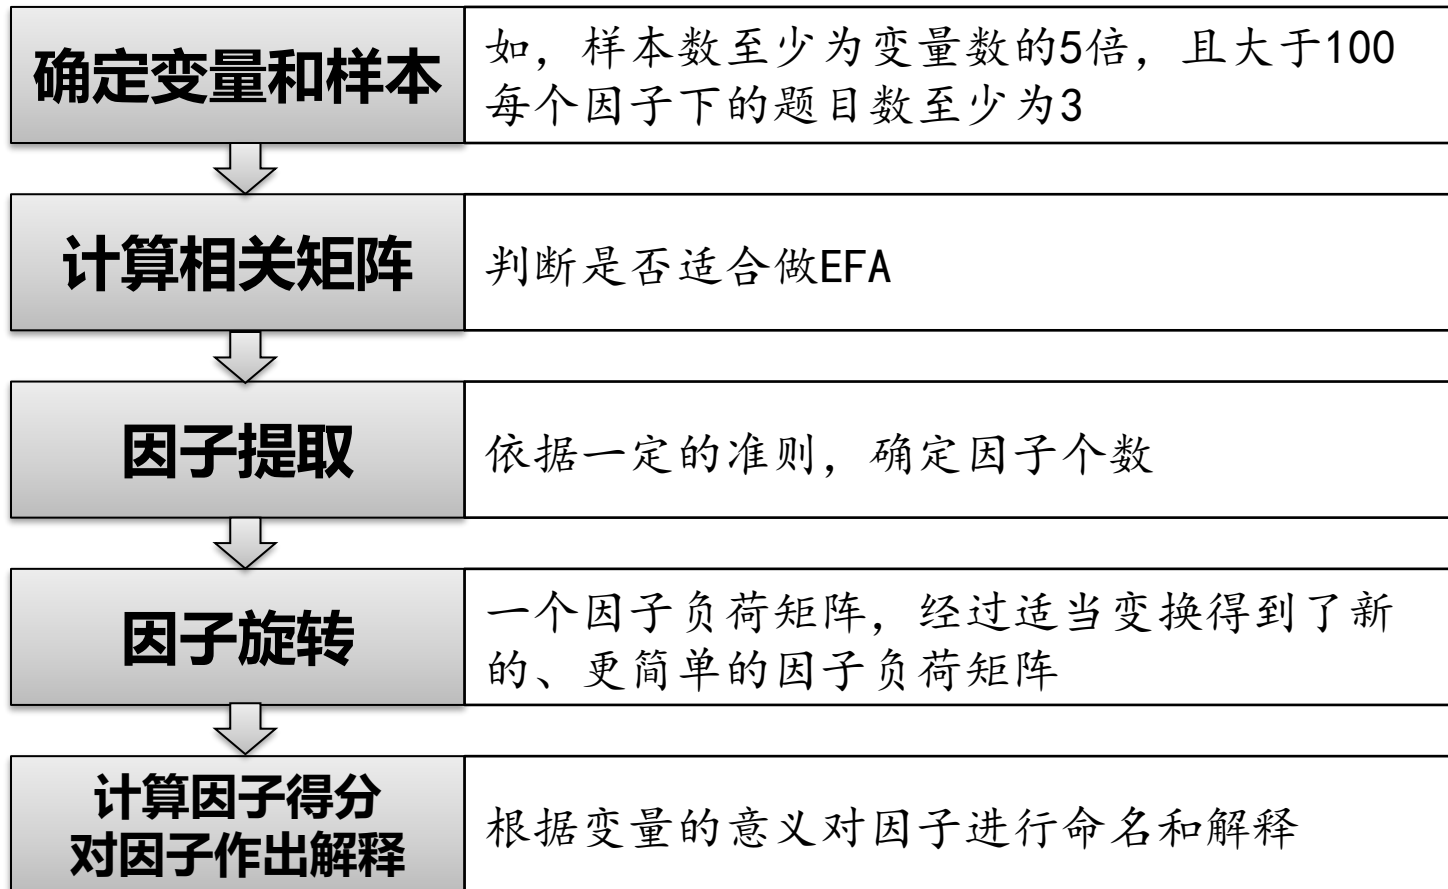 确定变量和样本
如，样本数至少为变量数的5倍，且大于100
每个因子下的题目数至少为3
计算相关矩阵
判断是否适合做EFA
因子提取
依据一定的准则，确定因子个数
因子旋转
一个因子负荷矩阵，经过适当变换得到了新
的、更简单的因子负荷矩阵
计算因子得分
对因子作出解释
根据变量的意义对因子进行命名和解释